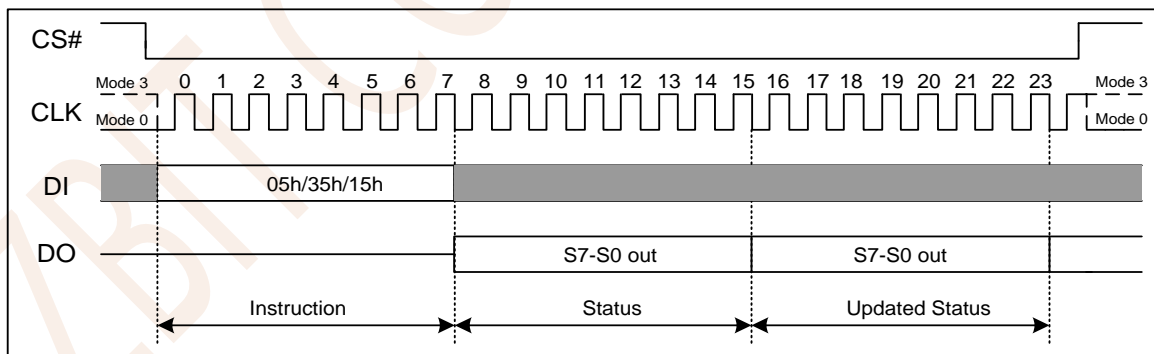 CS#
Mode 3 0 1 2 3 4 5 6 7 8 9 10 11 12 13 14 15 16 17 18 19 20 21 22 23 Mode 3
CLK
Mode 0 Mode 0
DI 05h/35h/15h
DO S7-S0 out S7-S0 out
Instruction Status Updated Status
ZBIT CO